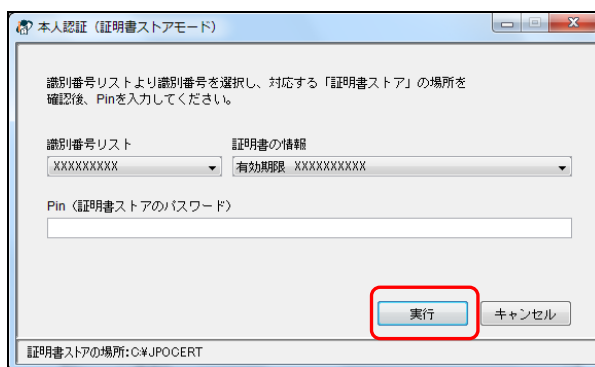 本人認証（証明書ストアモード）
識別番号リストより識別番号を選択し、対応する「証明書ストア」の場所を
確認後、Pinを入力してください。
識別番号リスト 証明書の情報
XXXXXXXXX 有効期限 XXXXXXXXXX
Pin（証明書ストアのパスワード）
実行 キャンセル
証明書ストアの場所:C:¥JPOCERT